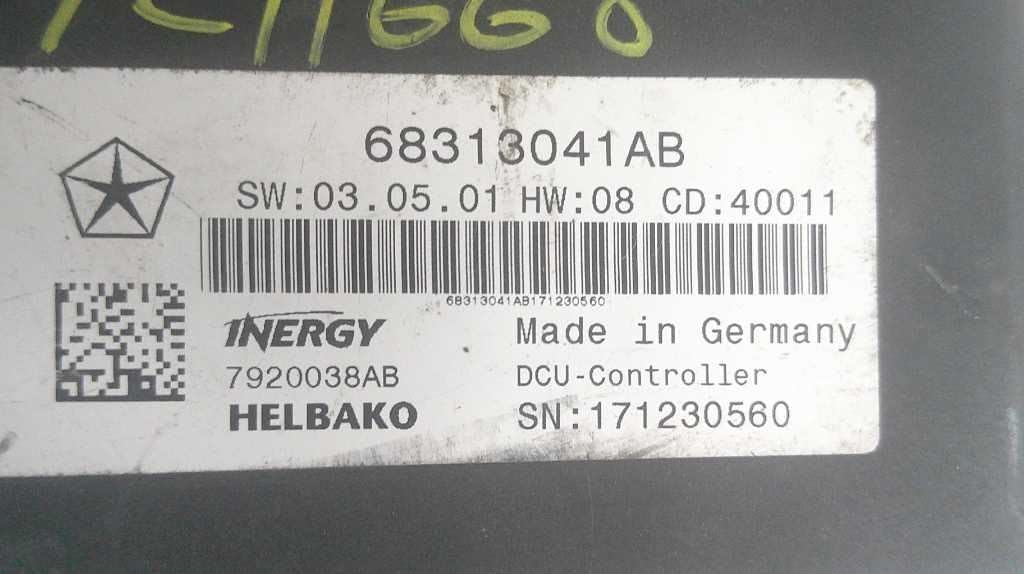 68313041AB
SW:03.05.01 HW:08 CD:40011
68313041AB171230560
INERGY
Made in Germany
7920038AB
DCU-Controller
HELBAKO
SN:171230560